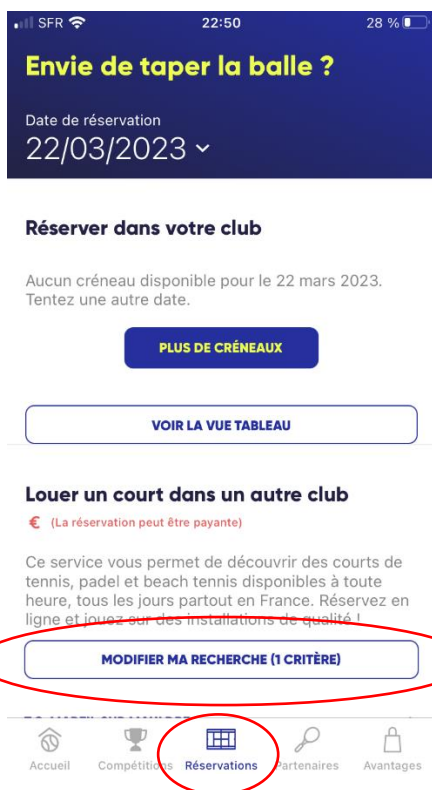 SFR
22:50
28 %
Envie de taper la balle ?
Date de réservation
22/03/2023
Réserver dans votre club
Aucun créneau disponible pour le 22 mars 2023.
Tentez une autre date.
PLUS DE CRÉNEAUX
VOIR LA VUE TABLEAU
Louer un court dans un autre club
€ (La réservation peut être payante)
Ce service vous permet de découvrir des courts de
tennis, padel et beach tennis disponibles à toute
heure, tous les jours partout en France. Réservez en
ligne et jouez sur des installations de qualité !
MODIFIER MA RECHERCHE (1 CRITÈRE)
Accueil Compétitions Réservations Partenaires Avantages